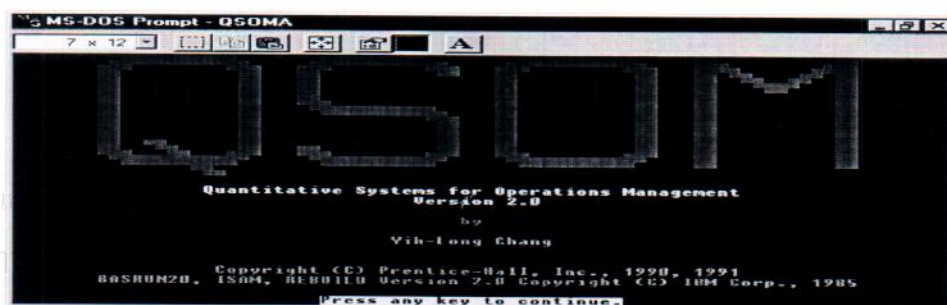 MS-DOS Prompt - QSOMA
7 x 12
A
QSOM
Quantitative Systems for Operations Management
Version 2.0
by
Yih-Long Chang
Copyright (C) Prentice-Hall, Inc., 1990, 1991
BASRUN20, ISAM, REBUILD Version 2.0 Copyright (C) IBM Corp., 1985
Press any key to continue.